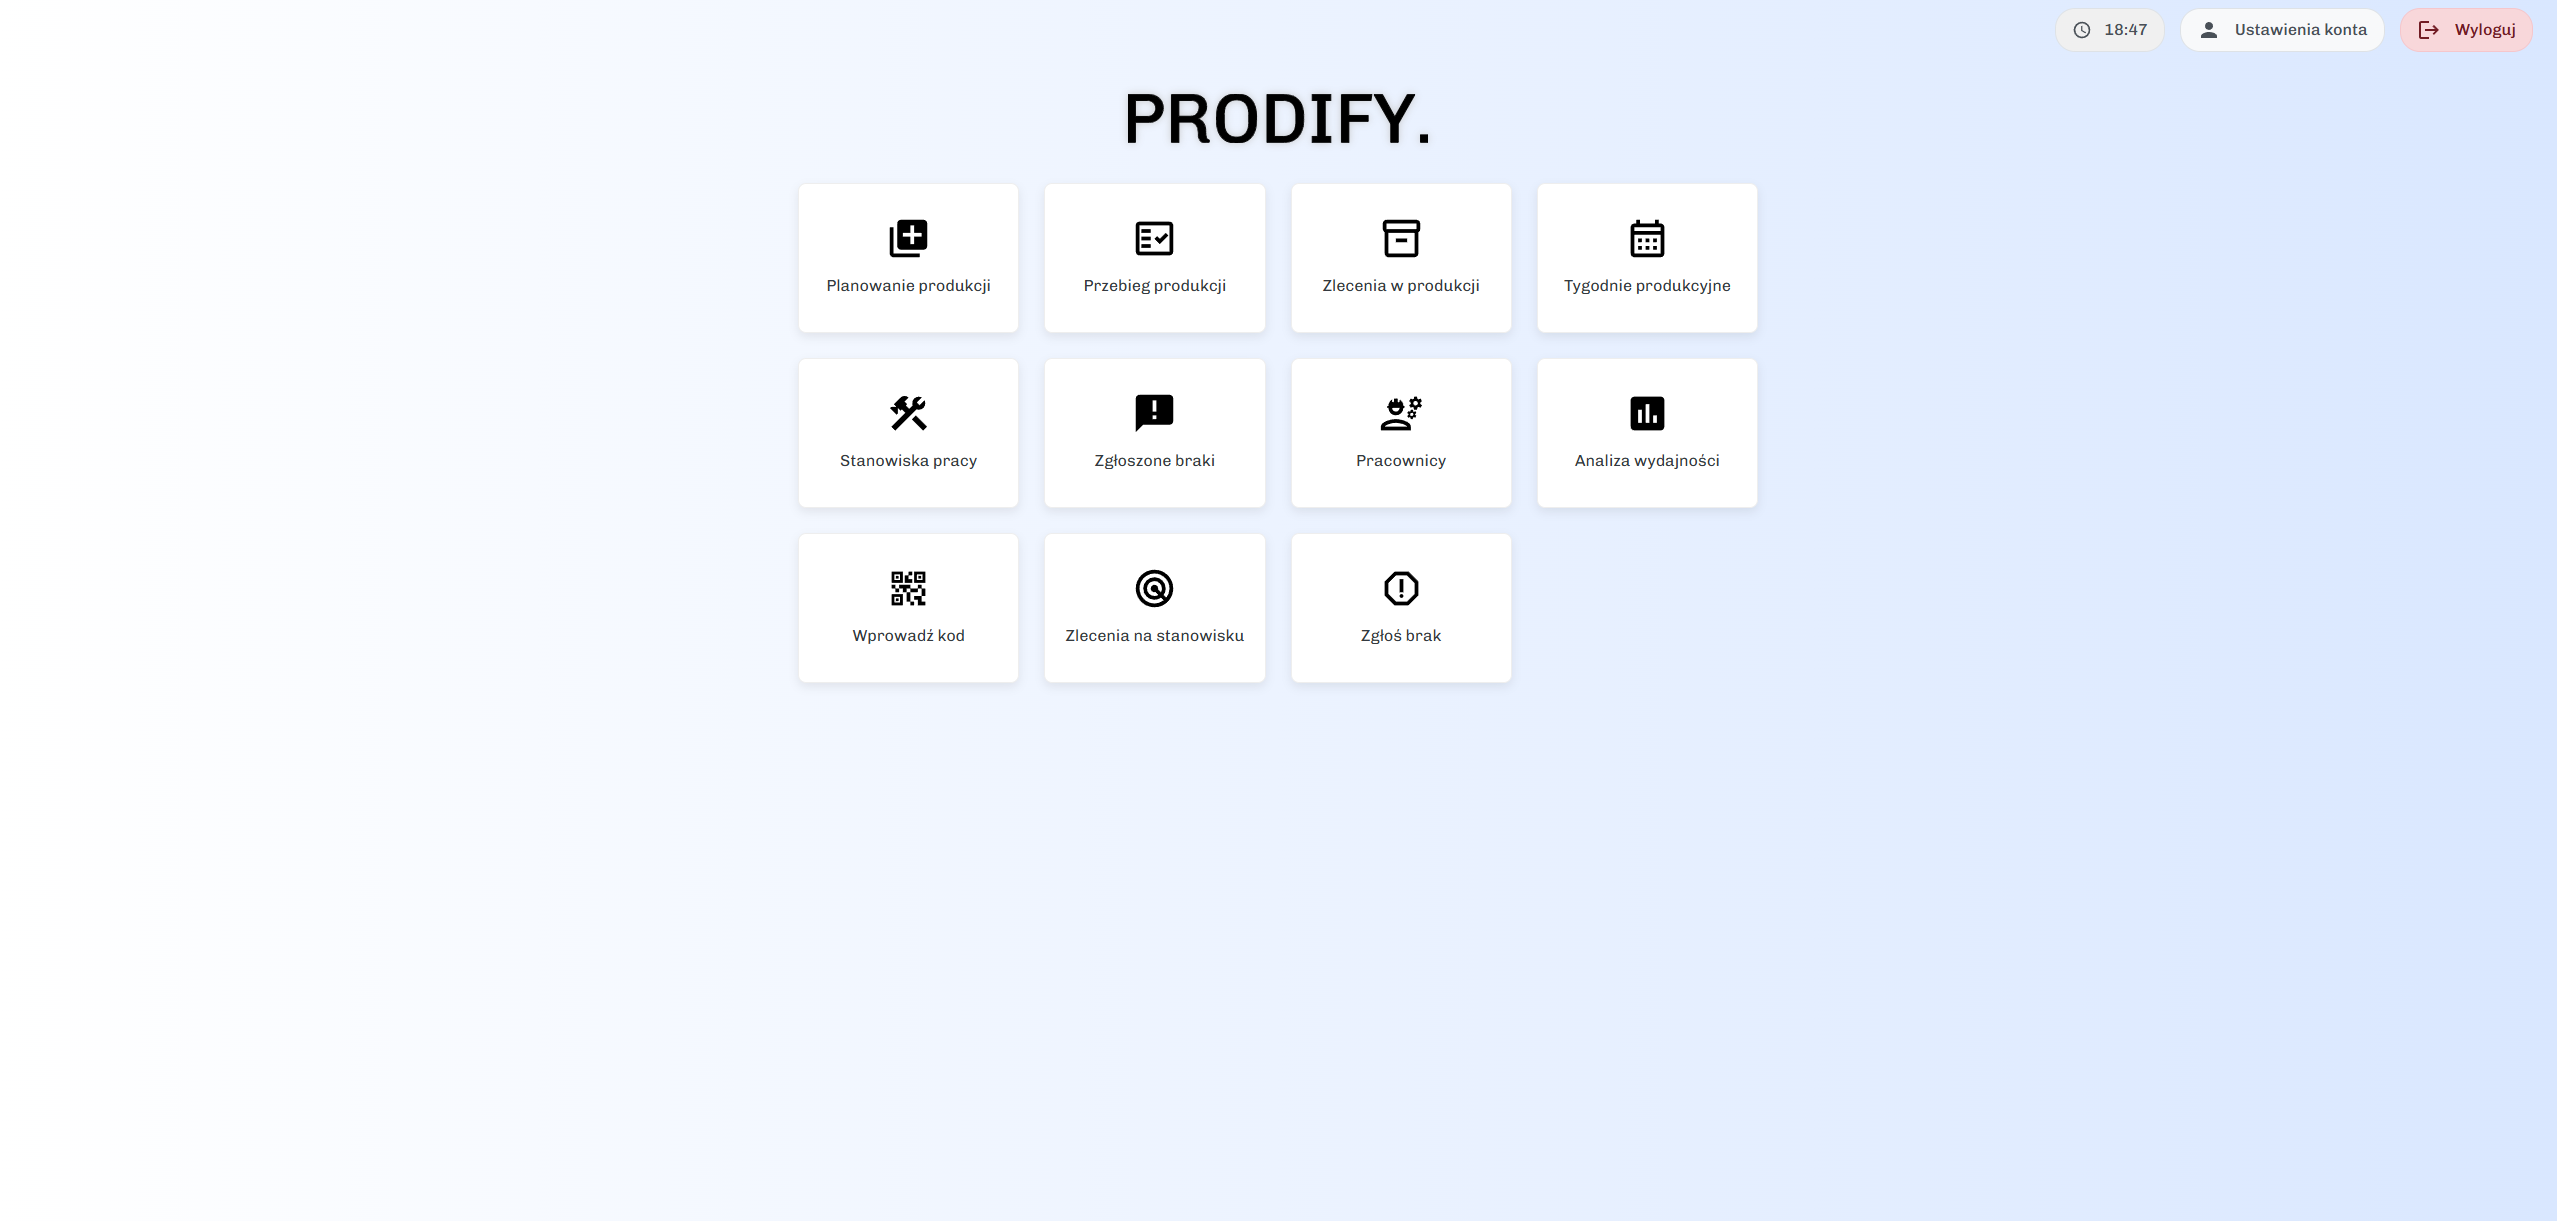 18:47 Ustawienia konta Wyloguj
PRODIFY.
Planowanie produkcji
Przebieg produkcji
Zlecenia w produkcji
Tygodnie produkcyjne
Stanowiska pracy
Zgłoszone braki
Pracownicy
Analiza wydajności
Wprowadź kod
Zlecenia na stanowisku
Zgłoś brak